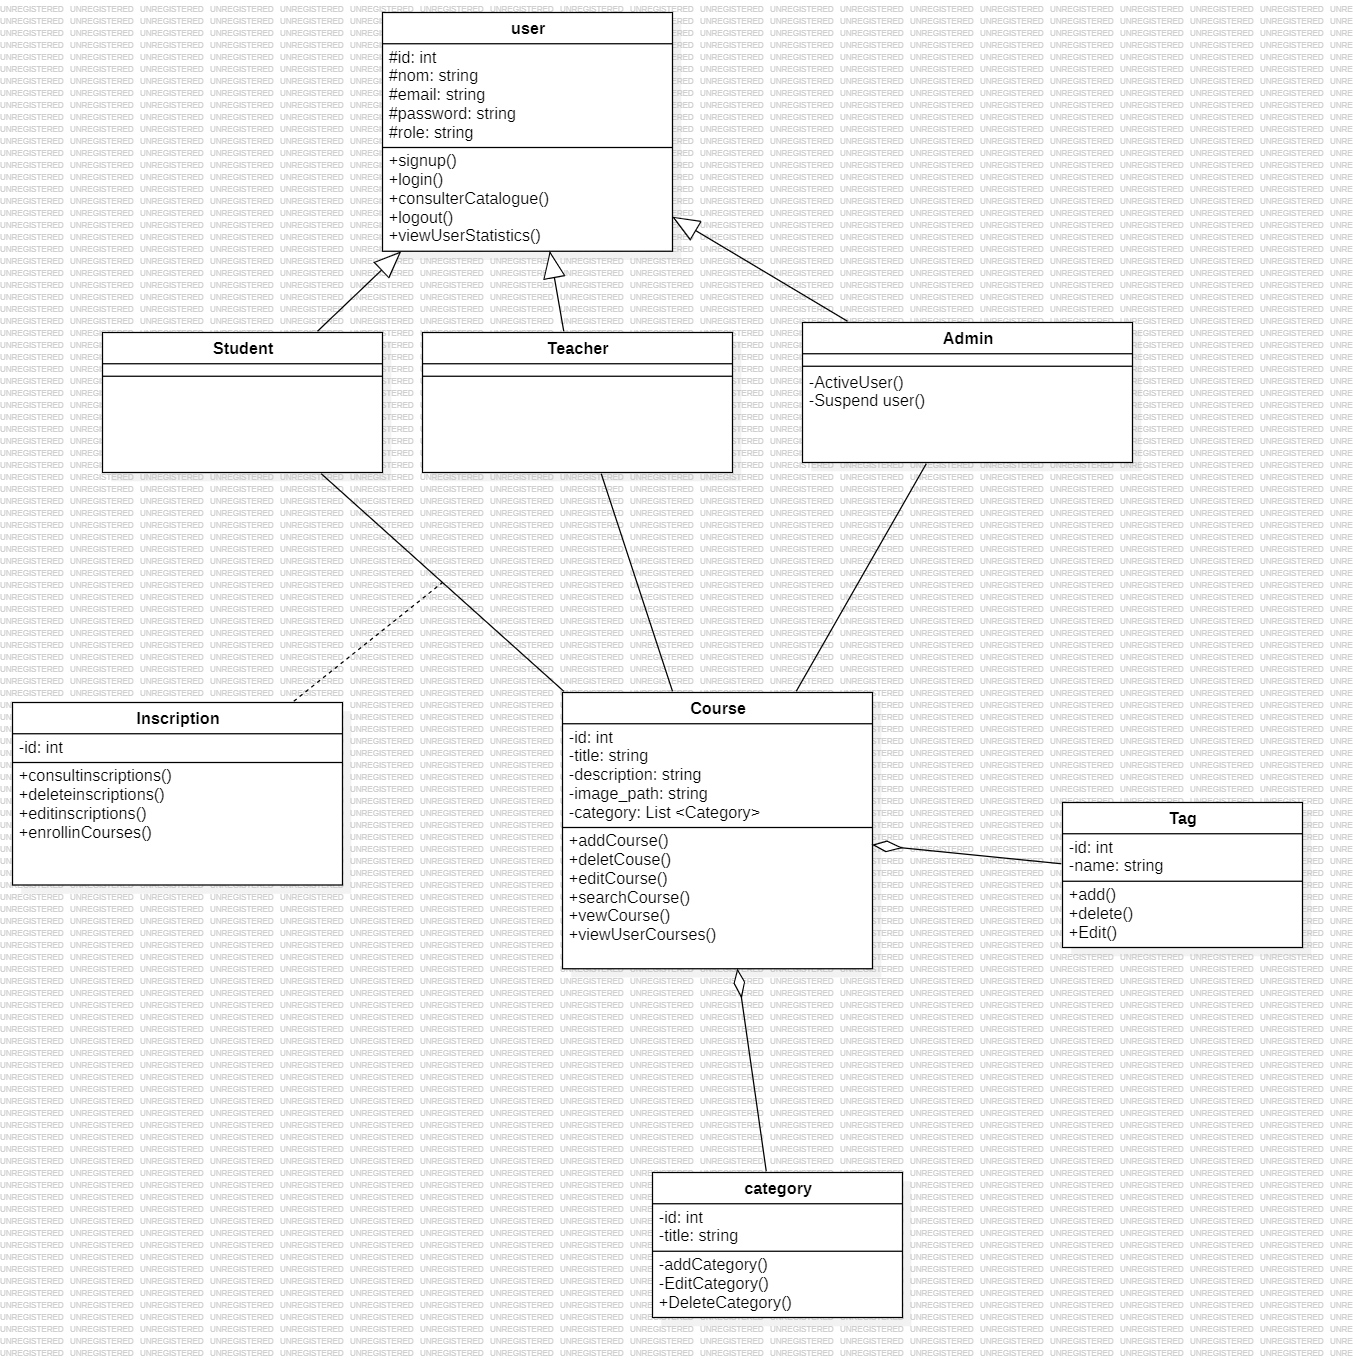 user
#id: int
#nom: string
#email: string
#password: string
#role: string
+signup()
+login()
+consulterCatalogue()
+logout()
+viewUserStatistics()
Student
Teacher
Admin
-ActiveUser()
-Suspend user()
Inscription
-id: int
+consultinscriptions()
+deleteinscriptions()
+editinscriptions()
+enrollinCourses()
Course
-id: int
-title: string
-description: string
-image_path: string
-category: List <Category>
+addCourse()
+deletCouse()
+editCourse()
+searchCourse()
+vewCourse()
+viewUserCourses()
Tag
-id: int
-name: string
+add()
+delete()
+Edit()
category
-id: int
-title: string
-addCategory()
-EditCategory()
+DeleteCategory()
UNREGISTERED